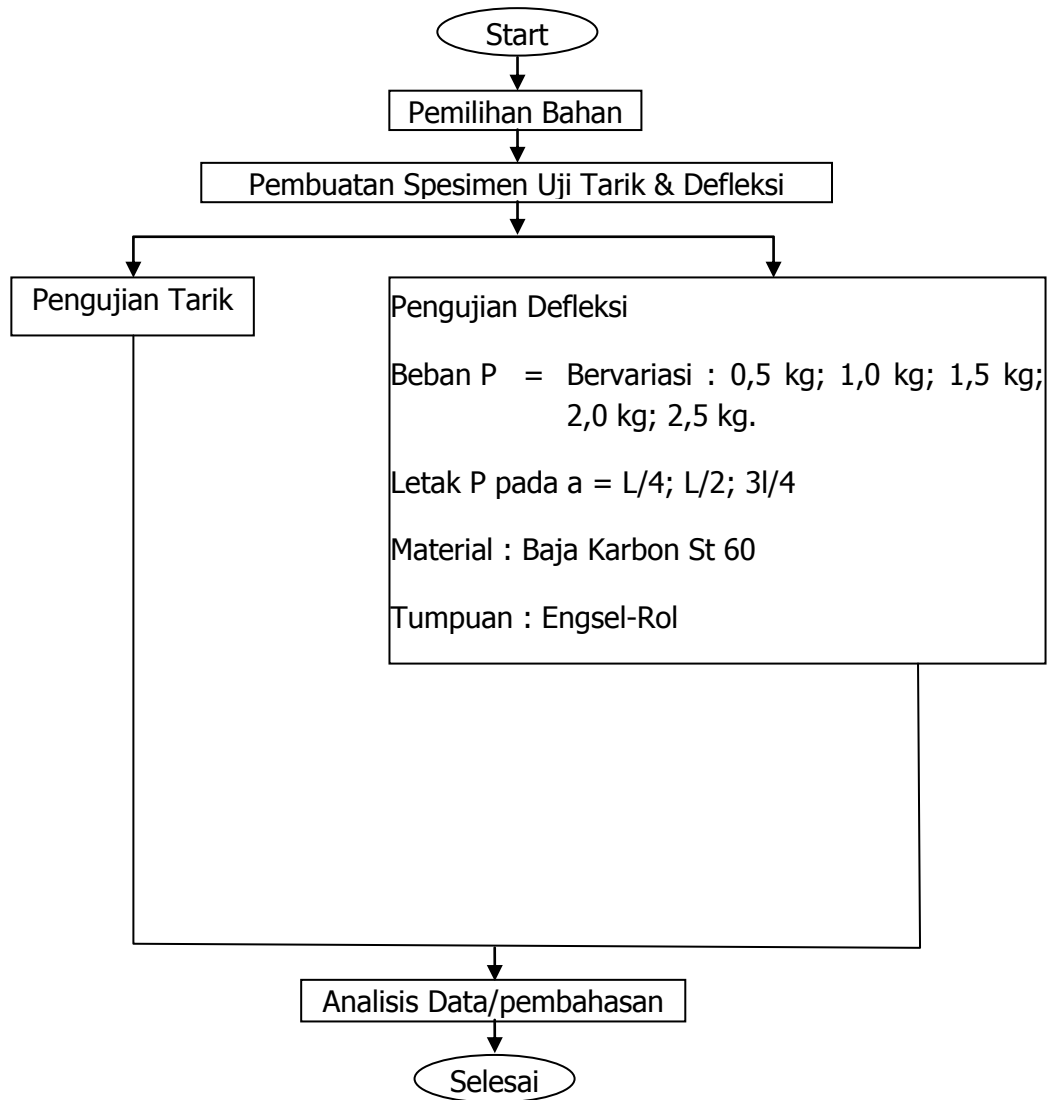 Start
Pemilihan Bahan
Pembuatan Spesimen Uji Tarik & Defleksi
Pengujian Tarik
Pengujian Defleksi
Beban P = Bervariasi : 0,5 kg; 1,0 kg; 1,5 kg;
2,0 kg; 2,5 kg.
Letak P pada a = L/4; L/2; 3l/4
Material : Baja Karbon St 60
Tumpuan : Engsel-Rol
Analisis Data/pembahasan
Selesai